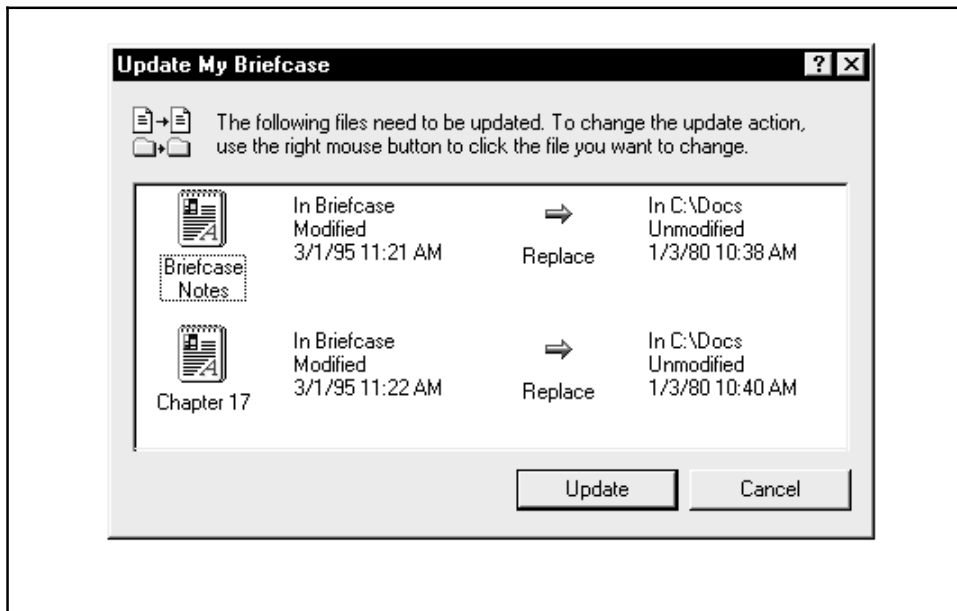 Update My Briefcase
The following files need to be updated. To change the update action,
use the right mouse button to click the file you want to change.
Briefcase
Notes
In Briefcase
Modified
3/1/95 11:21 AM
Replace
In C:\Docs
Unmodified
1/3/80 10:38 AM
Chapter 17
In Briefcase
Modified
3/1/95 11:22 AM
Replace
In C:\Docs
Unmodified
1/3/80 10:40 AM
Update
Cancel